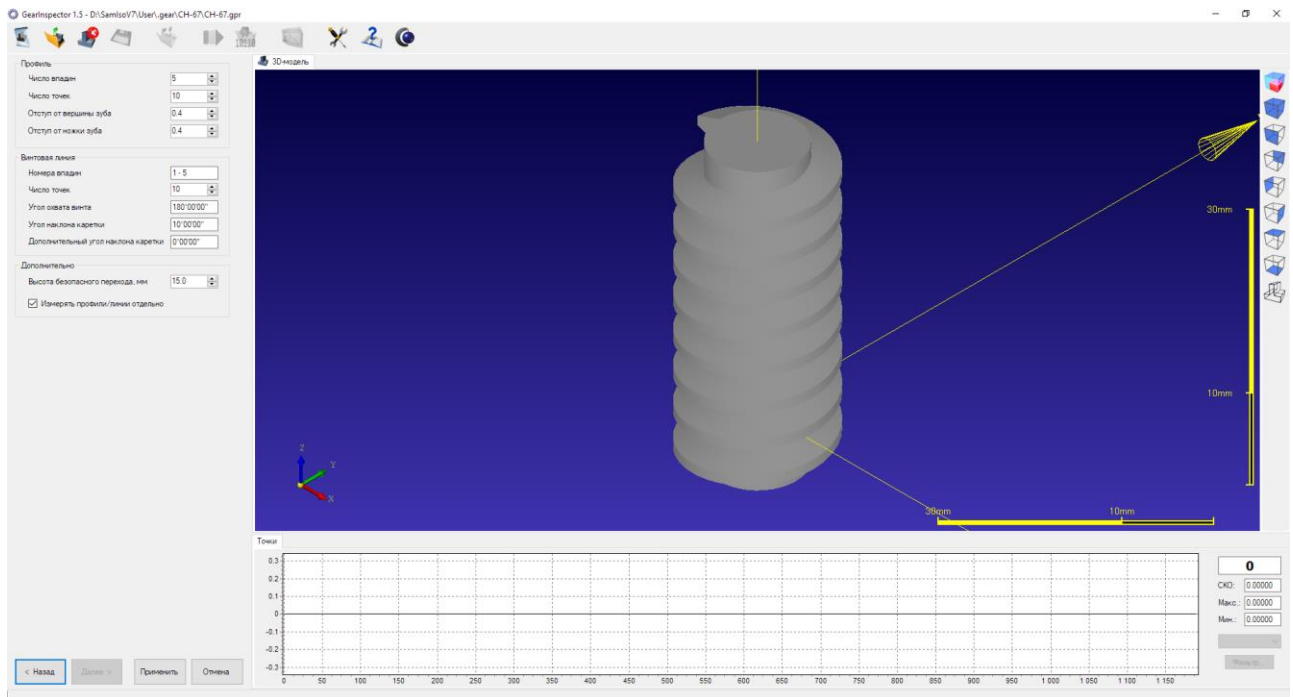 GearInspector 1.5 - D:\SamIsoV7\User\.gear\CH-67\CH-67.gpr
3D-модель
Профиль
Число впадин 5
Число точек 10
Отступ от вершины зуба 0.4
Отступ от ножки зуба 0.4
Винтовая линия
Номера впадин 1 - 5
Число точек 10
Угол охвата винта 180°00'00"
Угол наклона каретки 10°00'00"
Дополнительный угол наклона каретки 0°00'00"
Дополнительно
Высота безопасного перехода, мм 15.0
Измерять профили/линии отдельно
30mm
10mm
Z
Y
X
30mm 10mm
Точки
0.3
0.2
0.1
0
-0.1
-0.2
-0.3
0 50 100 150 200 250 300 350 400 450 500 550 600 650 700 750 800 850 900 950 1 000 1 050 1 100 1 150
0
СКО: 0.00000
Макс.: 0.00000
Мин.: 0.00000
< Назад Далее > Применить Отмена